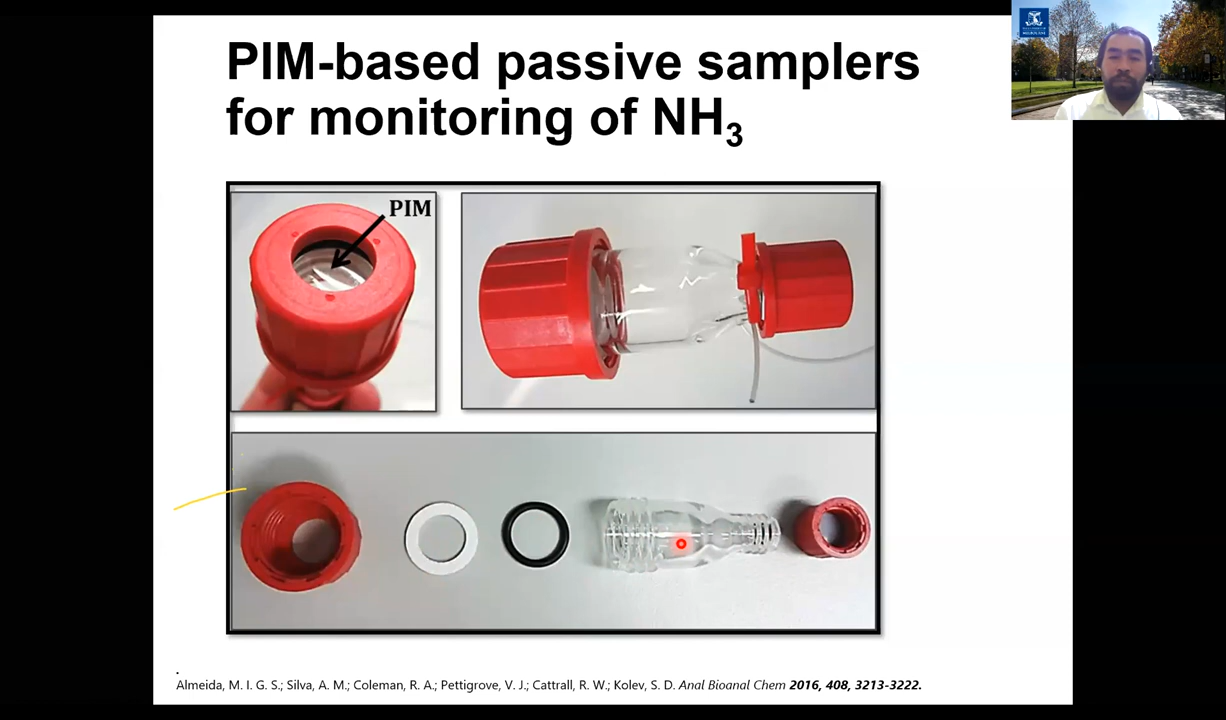 PIM-based passive samplers
for monitoring of NH₃
PIM
MELBOURNE
.
Almeida, M. I. G. S.; Silva, A. M.; Coleman, R. A.; Pettigrove, V. J.; Cattrall, R. W.; Kolev, S. D. Anal Bioanal Chem 2016, 408, 3213-3222.